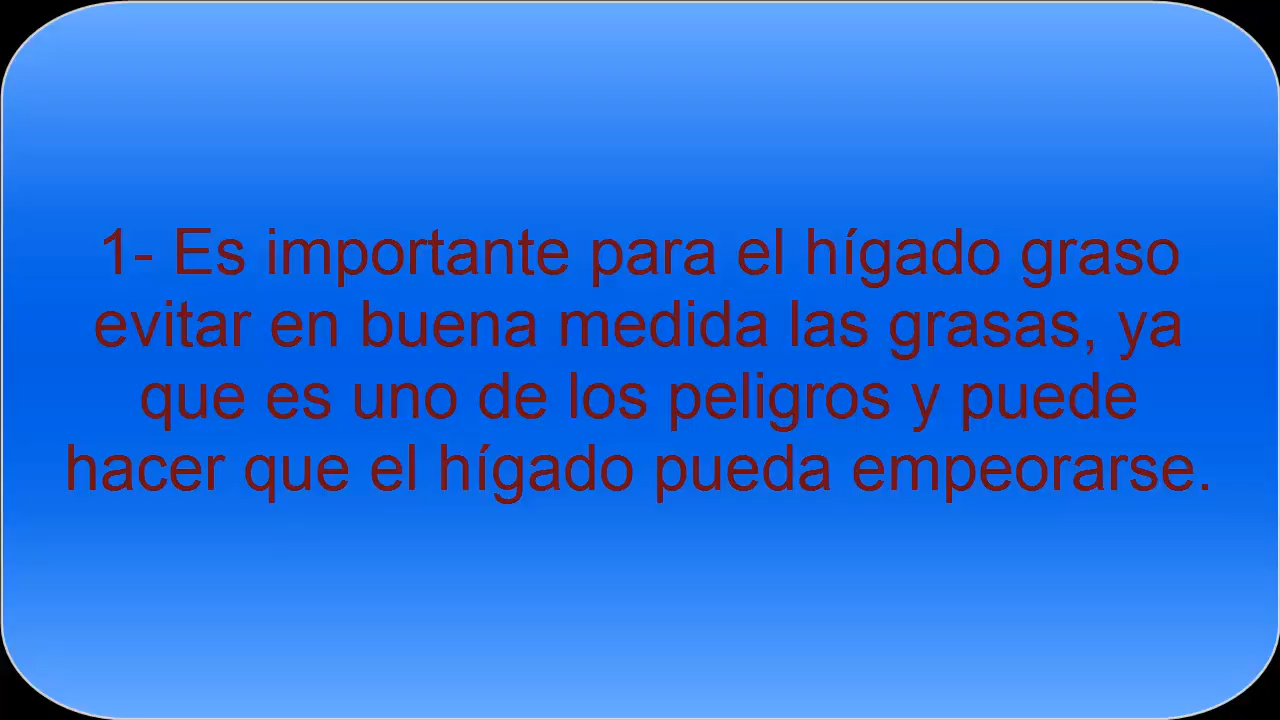 1- Es importante para el hígado graso
evitar en buena medida las grasas, ya
que es uno de los peligros y puede
hacer que el hígado pueda empeorarse.